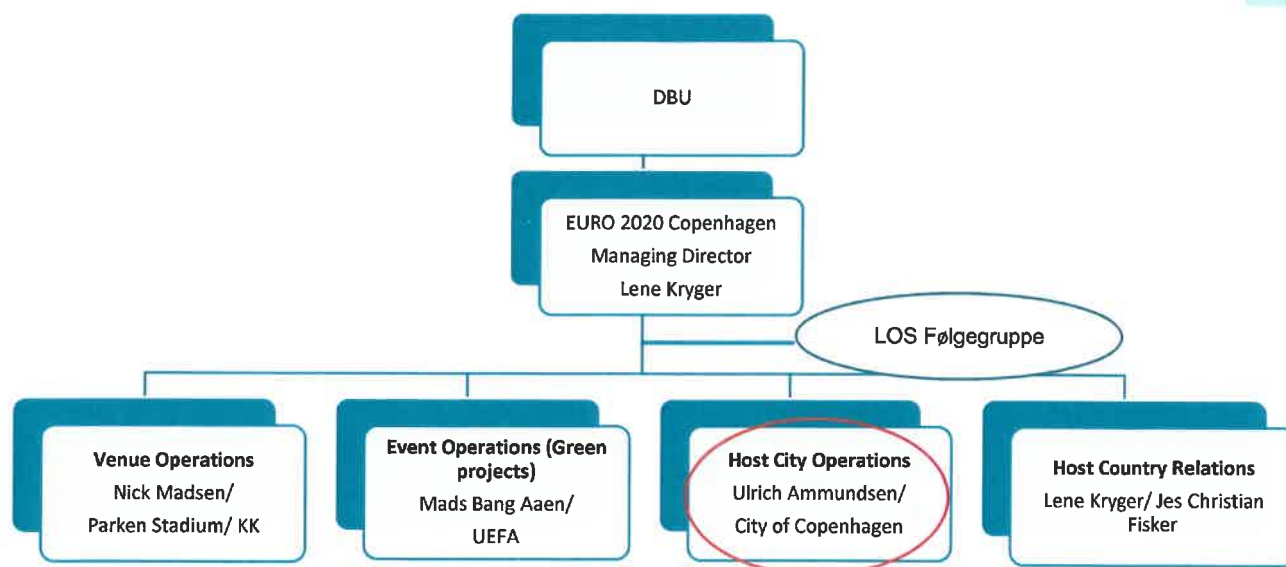 DBU
EURO 2020 Copenhagen
Managing Director
Lene Kryger
LOS Følgegruppe
Venue Operations
Nick Madsen/
Parken Stadium/ KK
Event Operations (Green
projects)
Mads Bang Aaen/
UEFA
Host City Operations
Ulrich Ammundsen/
City of Copenhagen
Host Country Relations
Lene Kryger/ Jes Christian
Fisker